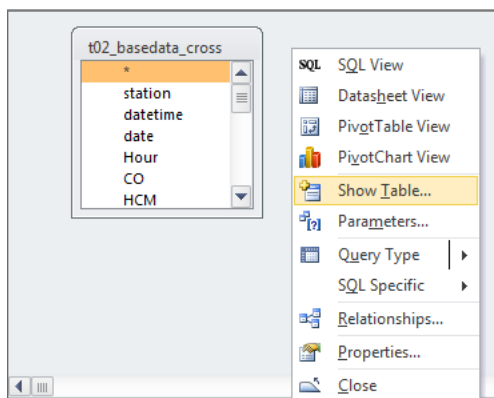 t02_basedata_cross
*
station
datetime
date
Hour
CO
HCM
SQL SQL View
Datasheet View
PivotTable View
PivotChart View
Show Table...
[?] Parameters...
Query Type
SQL Specific
Relationships...
Properties...
Close